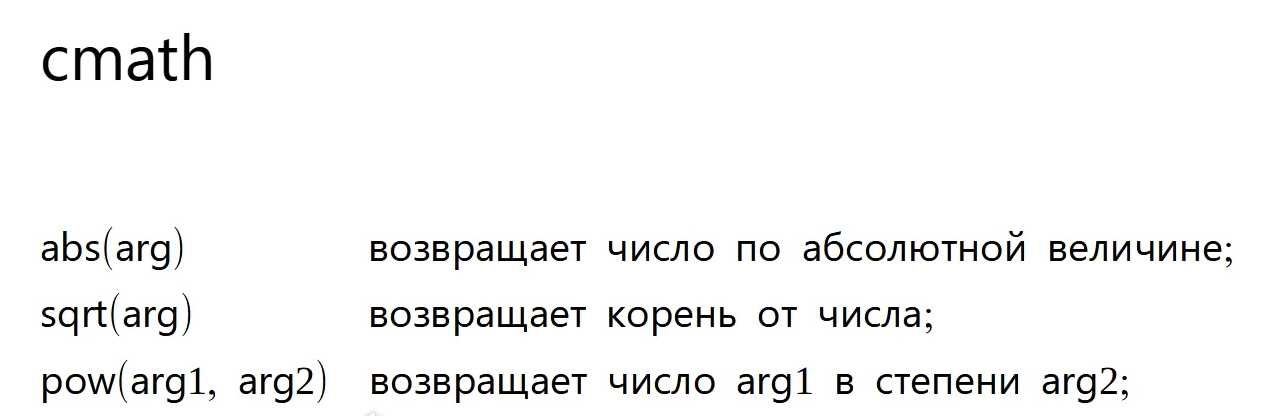 cmath
abs(arg) возвращает число по абсолютной величине;
sqrt(arg) возвращает корень от числа;
pow(arg1, arg2) возвращает число arg1 в степени arg2;